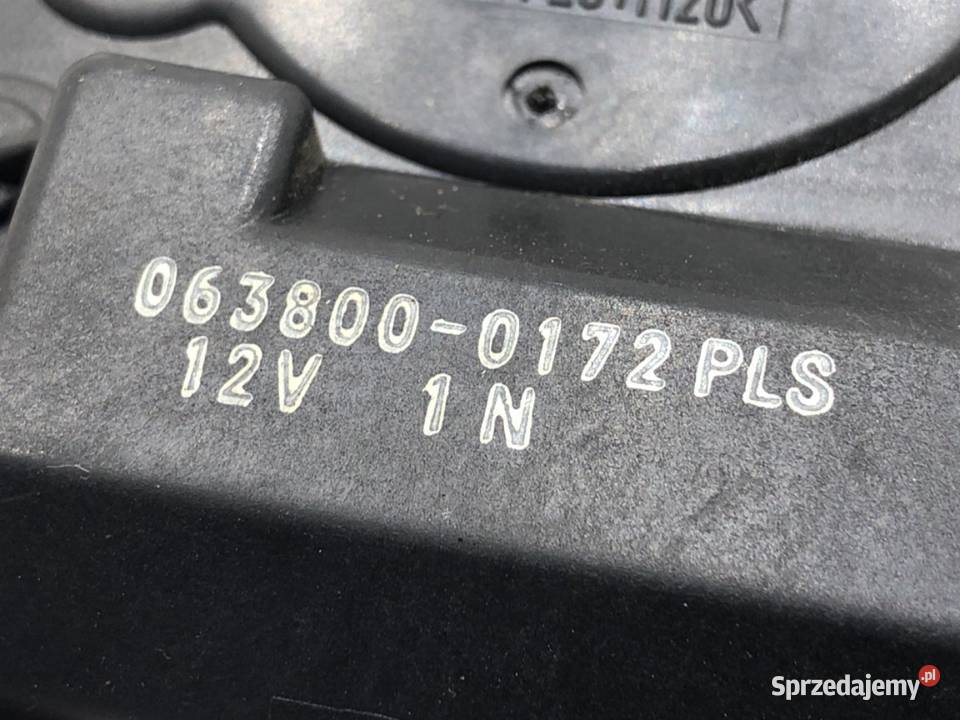 063800-0172 PLS
12V 1N
Sprzedajemy.pl